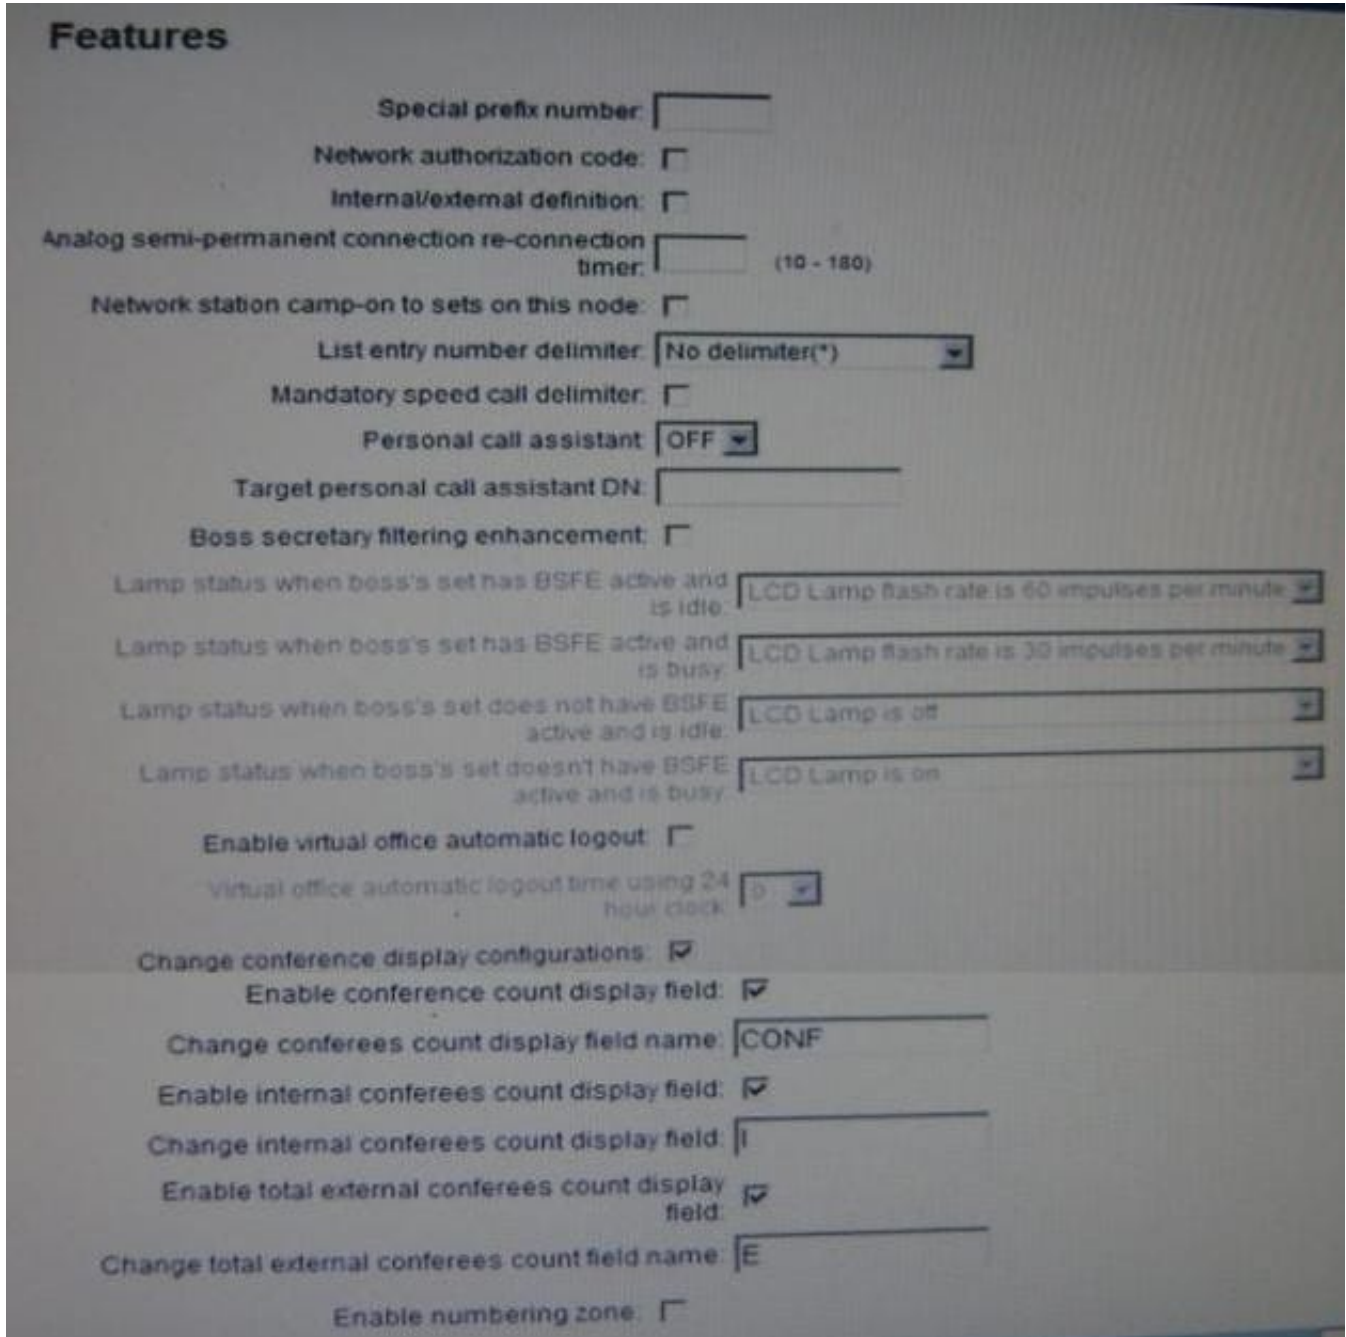 Features
Special prefix number:
Network authorization code:
Internal/external definition:
Analog semi-permanent connection re-connection
timer: (10 - 180)
Network station camp-on to sets on this node:
List entry number delimiter: No delimiter(*)
Mandatory speed call delimiter:
Personal call assistant: OFF
Target personal call assistant DN:
Boss secretary filtering enhancement:
Lamp status when boss's set has BSFE active and
is idle: LCD Lamp flash rate is 60 impulses per minute
Lamp status when boss's set has BSFE active and
is busy: LCD Lamp flash rate is 30 impulses per minute
Lamp status when boss's set does not have BSFE
active and is idle: LCD Lamp is off
Lamp status when boss's set doesn't have BSFE
active and is busy: LCD Lamp is on
Enable virtual office automatic logout:
Virtual office automatic logout time using 24
hour clock: 0
Change conference display configurations:
Enable conference count display field:
Change conferees count display field name: CONF
Enable internal conferees count display field:
Change internal conferees count display field: I
Enable total external conferees count display
field:
Change total external conferees count field name: E
Enable numbering zone: